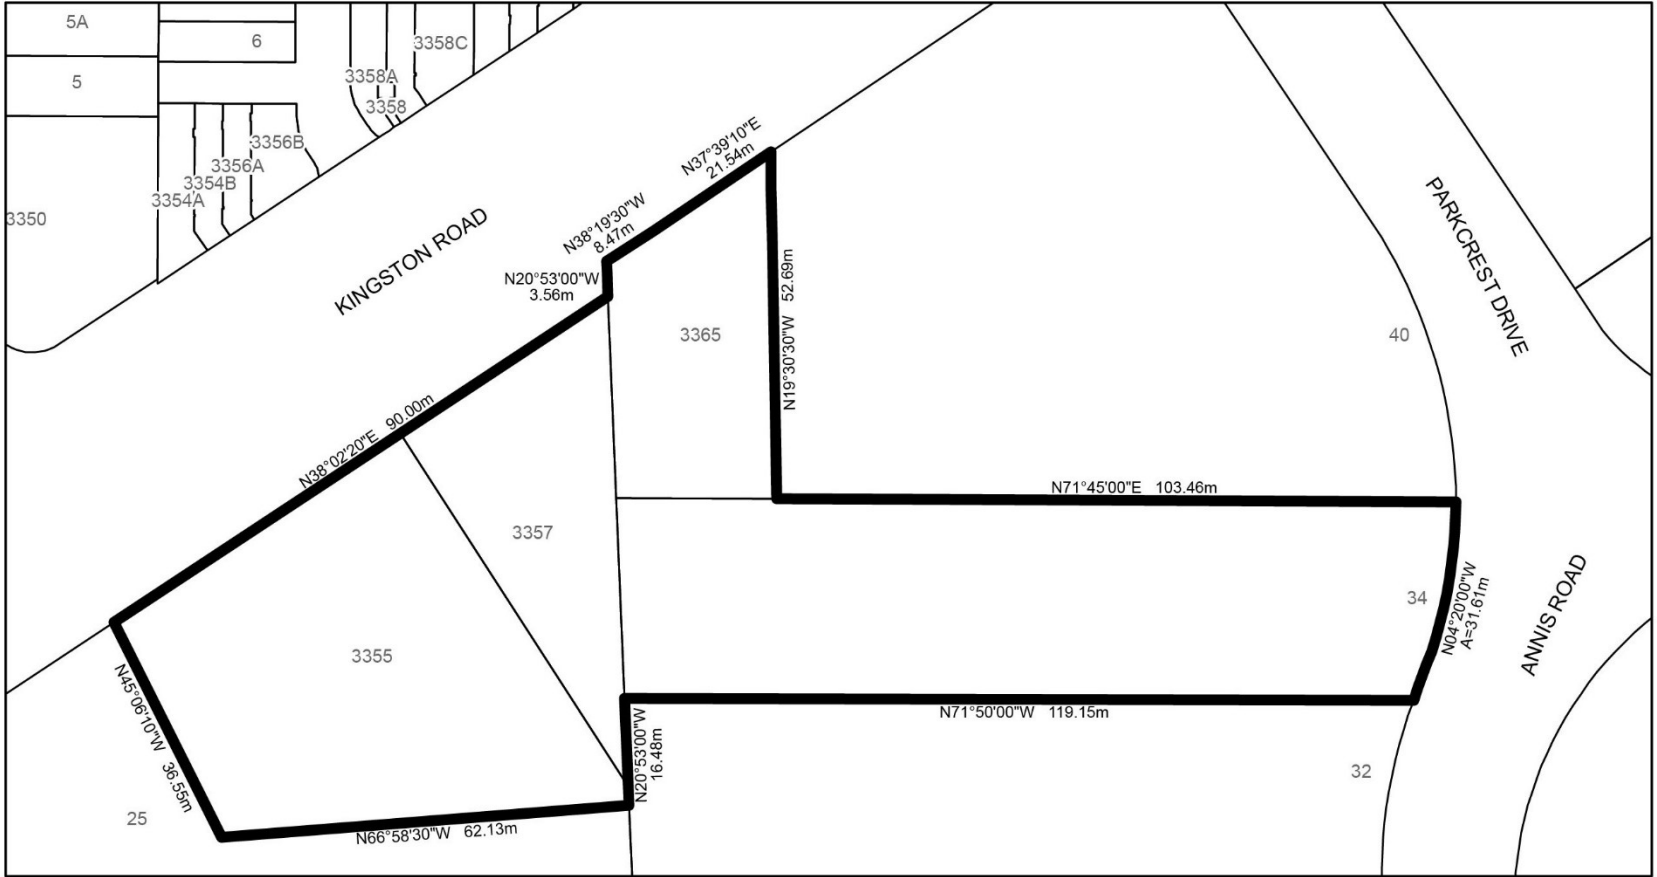 5A
6
3358C
5
3358A
3358
3356B
3356A
3354B
3354A
3350
N37°39'10"E
21.54m
PARKCREST DRIVE
KINGSTON ROAD
N38°19'30"W
8.47m
N20°53'00"W
3.56m
3365
N19°30'30"W 52.69m
40
N38°02'20"E 90.00m
N71°45'00"E 103.46m
3357
34
N04°20'00"W
A=31.61m
ANNIS ROAD
3355
N45°06'10"W 36.55m
N20°53'00"W
16.48m
N71°50'00"W 119.15m
32
25
N66°58'30"W 62.13m